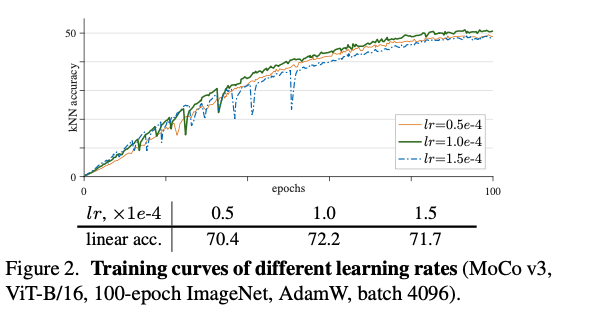 50
kNN accuracy
lr=0.5e-4
lr=1.0e-4
lr=1.5e-4
0
0 epochs 100
lr, ×1e-4 0.5 1.0 1.5
linear acc. 70.4 72.2 71.7
Figure 2. Training curves of different learning rates (MoCo v3,
ViT-B/16, 100-epoch ImageNet, AdamW, batch 4096).